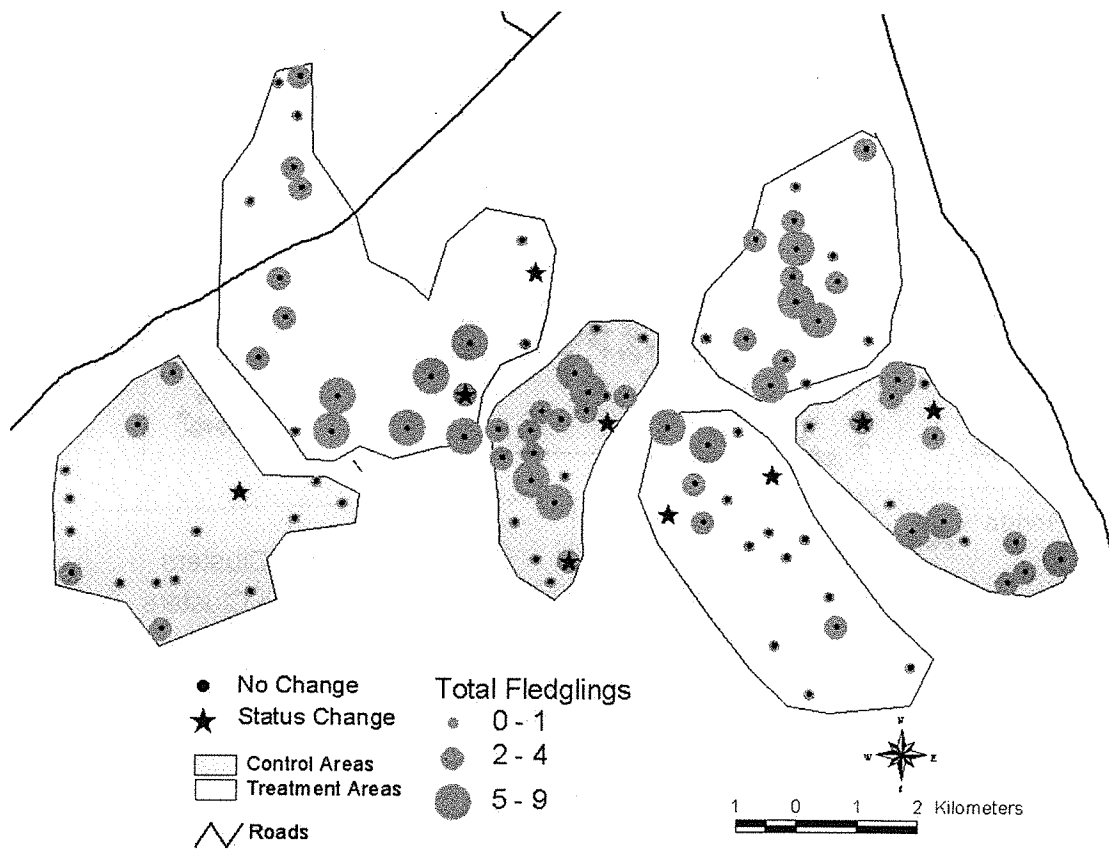 No Change
Status Change
Control Areas
Treatment Areas
Roads
Total Fledglings
0 - 1
2 - 4
5 - 9
N
W E
1 0 1 2 Kilometers